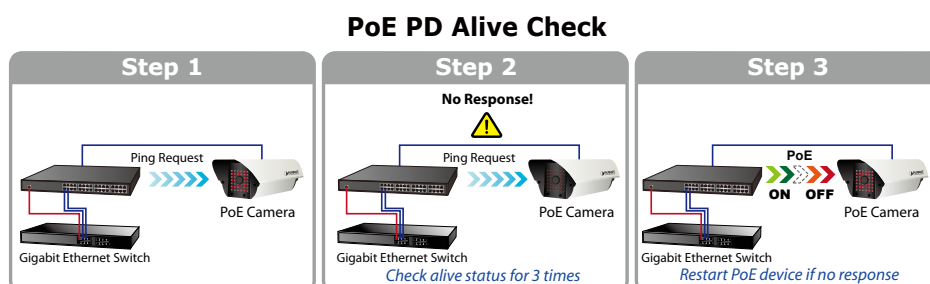 PoE PD Alive Check
Step 1
Ping Request
PoE Camera
Gigabit Ethernet Switch
Step 2
No Response!
Ping Request
PoE Camera
Gigabit Ethernet Switch
Check alive status for 3 times
Step 3
PoE
ON OFF
PoE Camera
Gigabit Ethernet Switch
Restart PoE device if no response